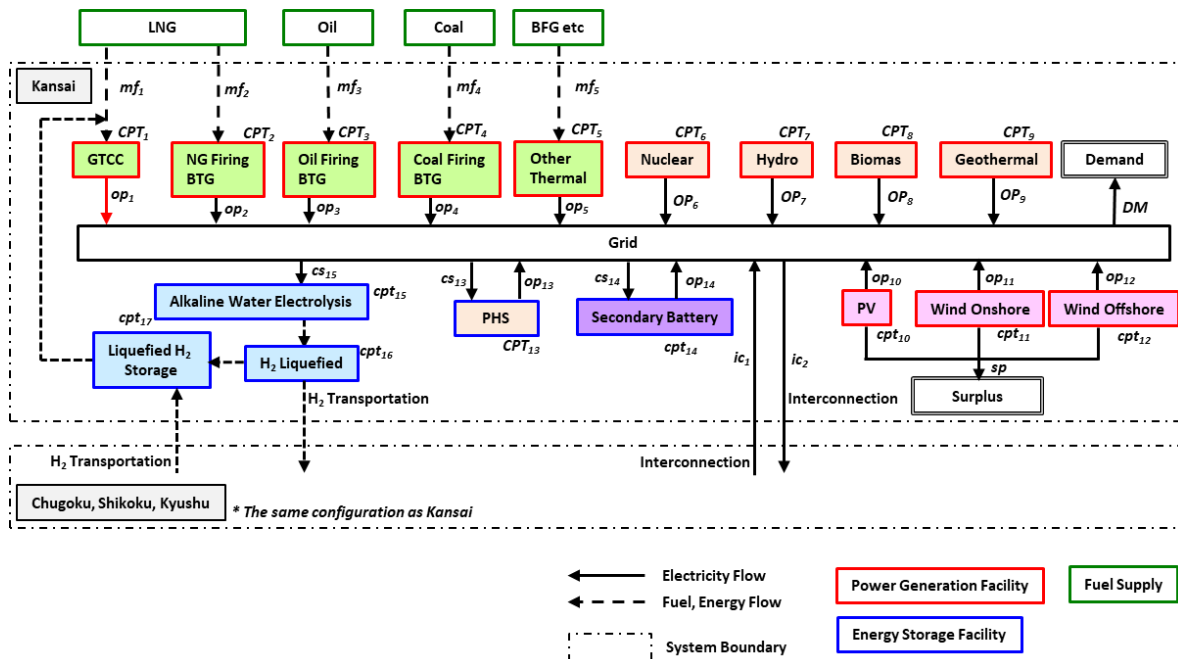 LNG
Oil
Coal
BFG etc
Kansai
mf1
mf2
mf3
mf4
mf5
CPT1
CPT2
CPT3
CPT4
CPT5
CPT6
CPT7
CPT8
CPT9
GTCC
NG Firing
BTG
Oil Firing
BTG
Coal Firing
BTG
Other
Thermal
Nuclear
Hydro
Biomas
Geothermal
Demand
op1
op2
op3
op4
op5
OP6
OP7
OP8
OP9
DM
Grid
cs15
cs13
op13
cs14
op14
op10
op11
op12
Alkaline Water Electrolysis
cpt15
PHS
CPT13
Secondary Battery
cpt14
PV
cpt10
Wind Onshore
cpt11
Wind Offshore
cpt12
cpt17
Liquefied H2
Storage
H2 Liquefied
cpt16
ic1
ic2
sp
Surplus
H2 Transportation
Interconnection
H2 Transportation
Interconnection
Chugoku, Shikoku, Kyushu
* The same configuration as Kansai
Electricity Flow
Fuel, Energy Flow
System Boundary
Power Generation Facility
Fuel Supply
Energy Storage Facility